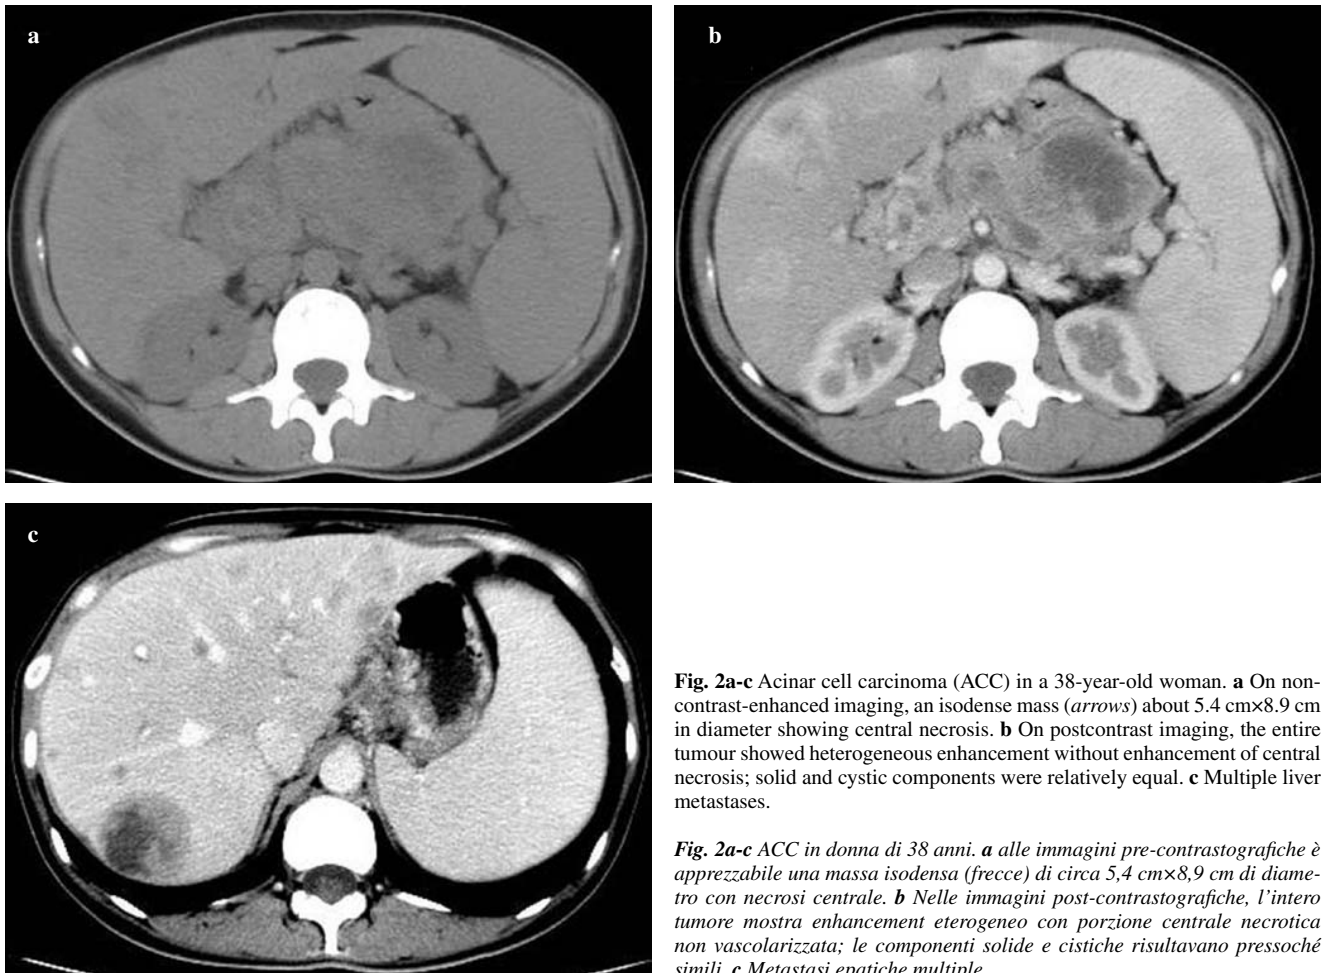 a
b
c
Fig. 2a-c Acinar cell carcinoma (ACC) in a 38-year-old woman. a On non-
contrast-enhanced imaging, an isodense mass (arrows) about 5.4 cm×8.9 cm
in diameter showing central necrosis. b On postcontrast imaging, the entire
tumour showed heterogeneous enhancement without enhancement of central
necrosis; solid and cystic components were relatively equal. c Multiple liver
metastases.
Fig. 2a-c ACC in donna di 38 anni. a alle immagini pre-contrastografiche è
apprezzabile una massa isodensa (frecce) di circa 5,4 cm×8,9 cm di diame-
tro con necrosi centrale. b Nelle immagini post-contrastografiche, l’intero
tumore mostra enhancement eterogeneo con porzione centrale necrotica
non vascolarizzata; le componenti solide e cistiche risultavano pressoché
simili. c Metastasi epatiche multiple.